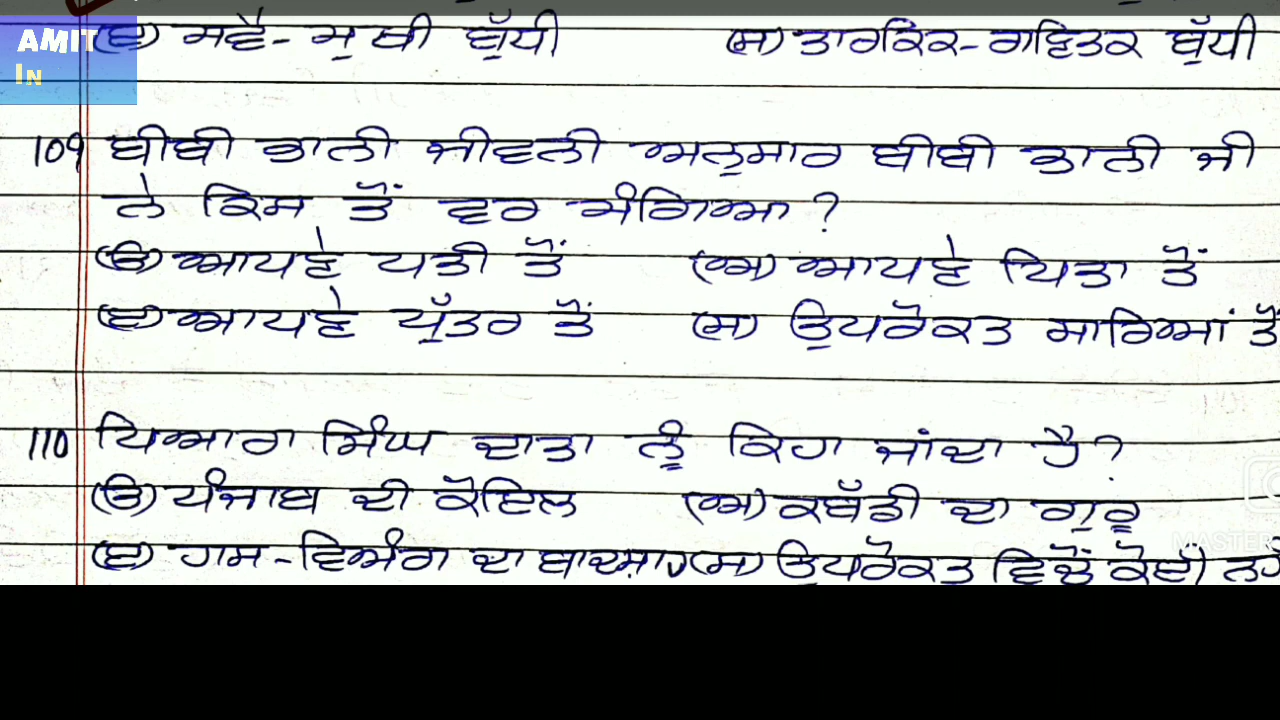 AMIT
IN
(ੲ) ਸਵੈ-ਮੁਖੀ ਬੁੱਧੀ (ਸ) ਤਾਰਕਿਕ-ਗਣਿਤਕ ਬੁੱਧੀ
109 ਬੀਬੀ ਭਾਨੀ ਜੀਵਨੀ ਅਨੁਸਾਰ ਬੀਬੀ ਭਾਨੀ ਜੀ
ਨੇ ਕਿਸ ਤੋਂ ਵਰ ਮੰਗਿਆ?
(ੳ) ਆਪਣੇ ਪਤੀ ਤੋਂ (ਅ) ਆਪਣੇ ਪਿਤਾ ਤੋਂ
(ੲ) ਆਪਣੇ ਪੁੱਤਰ ਤੋਂ (ਸ) ਉਪਰੋਕਤ ਸਾਰਿਆਂ ਤੋਂ
110 ਪਿਆਰਾ ਸਿੰਘ ਦਾਤਾ ਨੂੰ ਕਿਹਾ ਜਾਂਦਾ ਹੈ?
(ੳ) ਪੰਜਾਬ ਦੀ ਕੋਇਲ (ਅ) ਕਬੱਡੀ ਦਾ ਗੁਰੂ
(ੲ) ਹਾਸ-ਵਿਅੰਗ ਦਾ ਬਾਦਸ਼ਾਹ (ਸ) ਉਪਰੋਕਤ ਵਿਚੋਂ ਕੋਈ